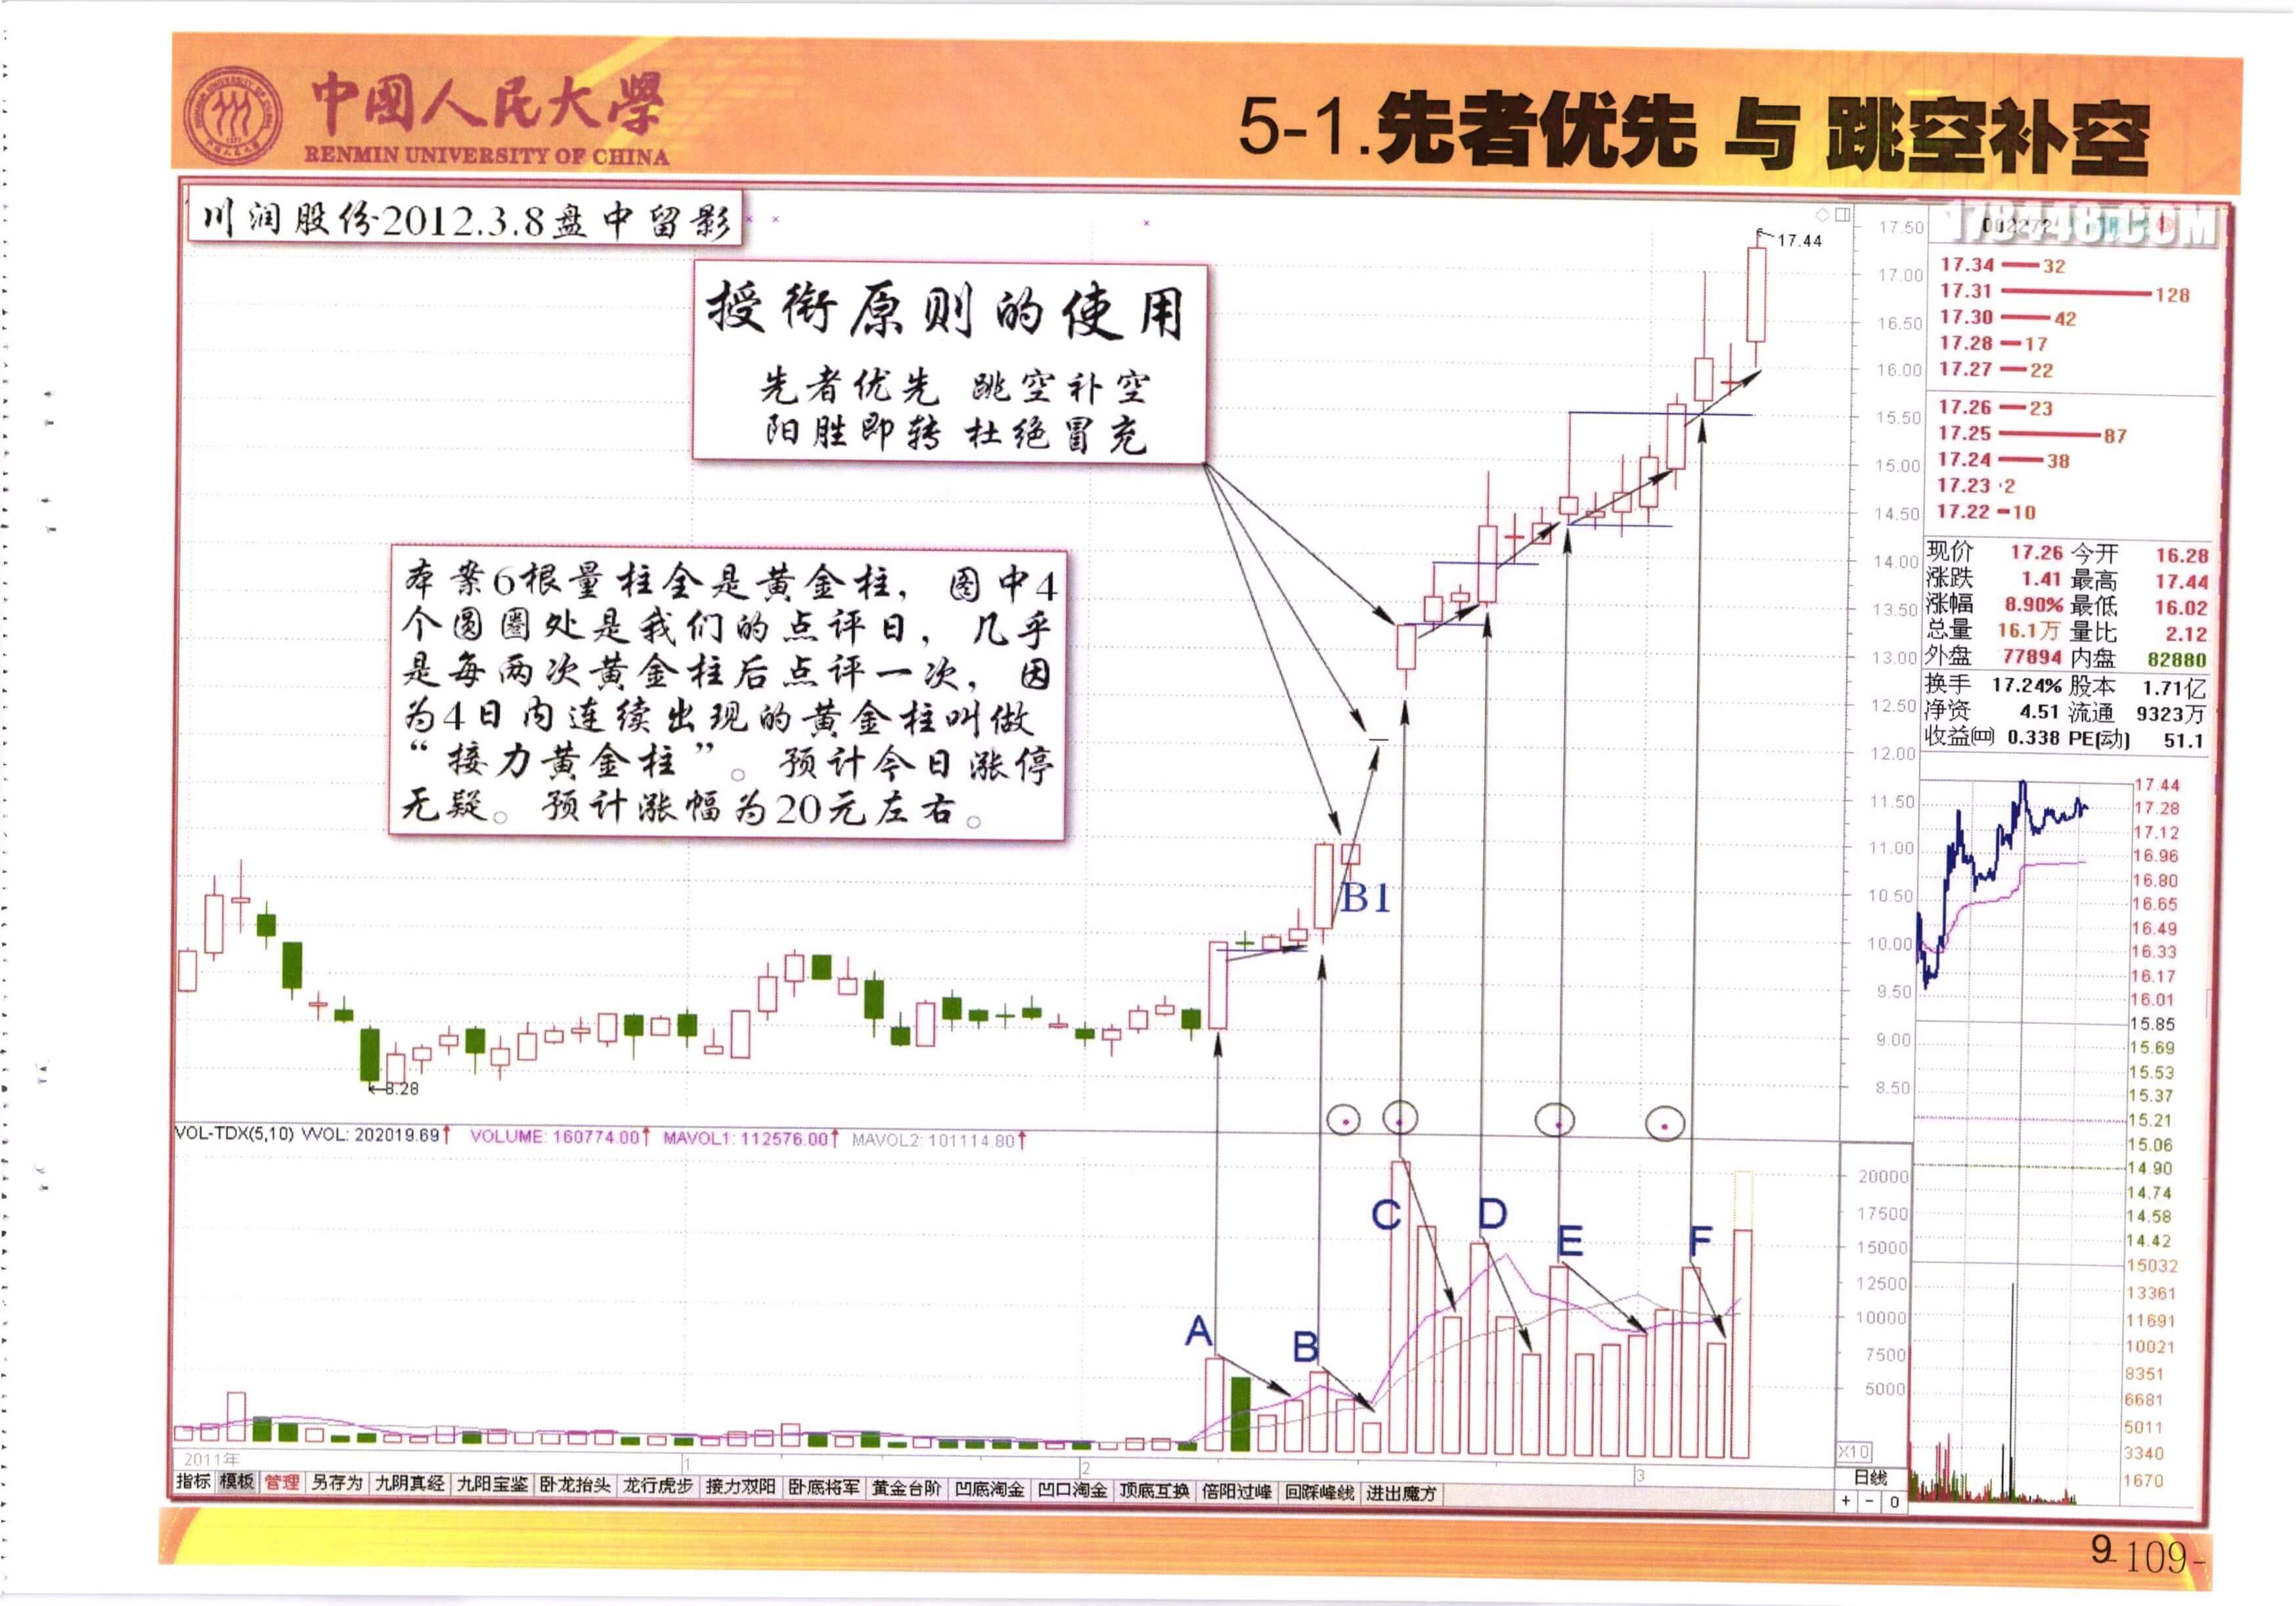 中國人民大學
RENMIN UNIVERSITY OF CHINA
5-1.先者优先 与 跳空补空
川润股份·2012.3.8盘中留影
178448.COM
授衔原则的使用
先者优先 跳空补空
阳胜即转 杜绝冒充
本案6根量柱全是黄金柱，图中4
个圆圈处是我们的点评日，几乎
是每两次黄金柱后点评一次，因
为4日内连续出现的黄金柱叫做
“接力黄金柱”。预计今日涨停
无疑。预计涨幅为20元左右。
17.44
8.28
B1
17.50
17.00
16.50
16.00
15.50
15.00
14.50
14.00
13.50
13.00
12.50
12.00
11.50
11.00
10.50
10.00
9.50
9.00
8.50
17.34 32
17.31 128
17.30 42
17.28 17
17.27 22
17.26 23
17.25 87
17.24 38
17.23 2
17.22 10
现价 17.26 今开 16.28
涨跌 1.41 最高 17.44
涨幅 8.90% 最低 16.02
总量 16.1万 量比 2.12
外盘 77894 内盘 82880
换手 17.24% 股本 1.71亿
净资 4.51 流通 9323万
收益㈣ 0.338 PE(动) 51.1
17.44
17.28
17.12
16.96
16.80
16.65
16.49
16.33
16.17
16.01
15.85
15.69
15.53
15.37
15.21
15.06
14.90
14.74
14.58
14.42
15032
13361
11691
10021
8351
6681
5011
3340
1670
VOL-TDX(5,10) VVOL: 202019.69↑ VOLUME: 160774.00↑ MAVOL1: 112576.00↑ MAVOL2: 101114.80↑
A
B
C
D
E
F
20000
17500
15000
12500
10000
7500
5000
X10
2011年 1 2 3
日线
指标 模板 管理 另存为 九阴真经 九阳宝鉴 卧龙抬头 龙行虎步 接力双阳 卧底将军 黄金台阶 凹底淘金 凹口淘金 顶底互换 倍阳过峰 回踩峰线 进出魔方
+ - 0
9
109-